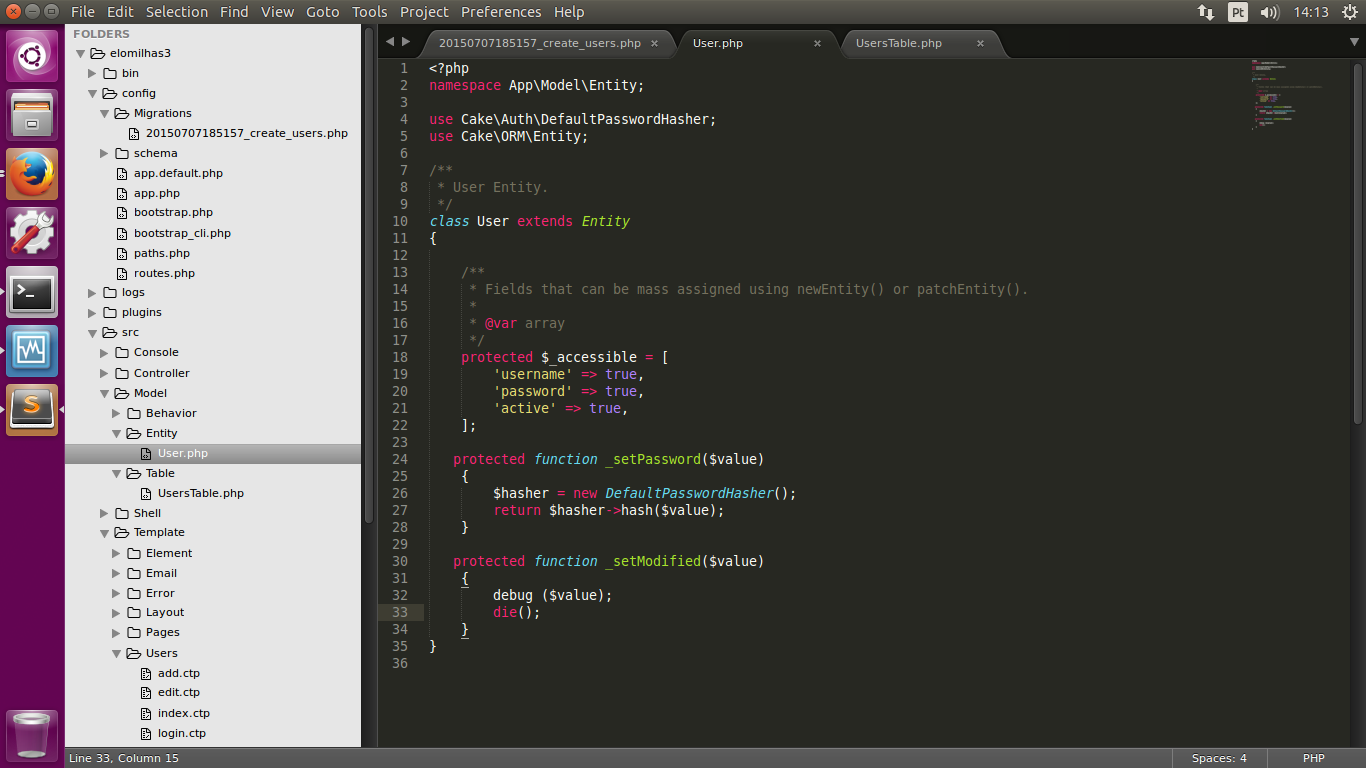 File Edit Selection Find View Goto Tools Project Preferences Help
Pt
14:13
FOLDERS
elomilhas3
bin
config
Migrations
20150707185157_create_users.php
schema
app.default.php
app.php
bootstrap.php
bootstrap_cli.php
paths.php
routes.php
logs
plugins
src
Console
Controller
Model
Behavior
Entity
User.php
Table
UsersTable.php
Shell
Template
Element
Email
Error
Layout
Pages
Users
add.ctp
edit.ctp
index.ctp
login.ctp
20150707185157_create_users.php × User.php × UsersTable.php ×
1 <?php
2 namespace App\Model\Entity;
3
4 use Cake\Auth\DefaultPasswordHasher;
5 use Cake\ORM\Entity;
6
7 /**
8  * User Entity.
9  */
10 class User extends Entity
11 {
12
13     /**
14      * Fields that can be mass assigned using newEntity() or patchEntity().
15      *
16      * @var array
17      */
18     protected $_accessible = [
19         'username' => true,
20         'password' => true,
21         'active' => true,
22     ];
23
24    protected function _setPassword($value)
25     {
26         $hasher = new DefaultPasswordHasher();
27         return $hasher->hash($value);
28     }
29
30    protected function _setModified($value)
31     {
32         debug ($value);
33         die();
34     }
35 }
36
Line 33, Column 15
Spaces: 4
PHP